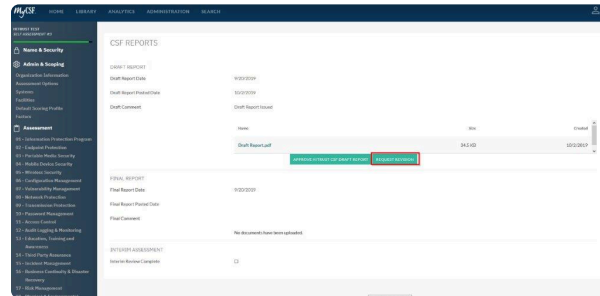 MyCSF.
HOME LIBRARY ANALYTICS ADMINISTRATION SEARCH
Name & Security
Admin & Scoping
Organization Information
Assessment Options
Systems
Facilities
Default Scoring Profile
Factors
Assessment
01 - Information Protection Program
02 - Endpoint Protection
03 - Portable Media Security
04 - Mobile Device Security
05 - Wireless Security
06 - Configuration Management
07 - Vulnerability Management
08 - Network Protection
09 - Transmission Protection
10 - Password Management
11 - Access Control
12 - Audit Logging & Monitoring
13 - Education, Training and
Awareness
14 - Third Party Assurance
15 - Incident Management
16 - Business Continuity & Disaster
Recovery
17 - Risk Management
CSF REPORTS
DRAFT REPORT
Draft Report Date 9/20/2019
Draft Report Posted Date 10/2/2019
Draft Comment Draft Report Issued
Name Size Created
Draft Report.pdf 34.5 KB 10/2/2019
APPROVE HITRUST CSF DRAFT REPORT REQUEST REVISION
FINAL REPORT
Final Report Date 9/20/2019
Final Report Posted Date
Final Comment
No documents have been uploaded.
INTERIM ASSESSMENT
Interim Review Complete